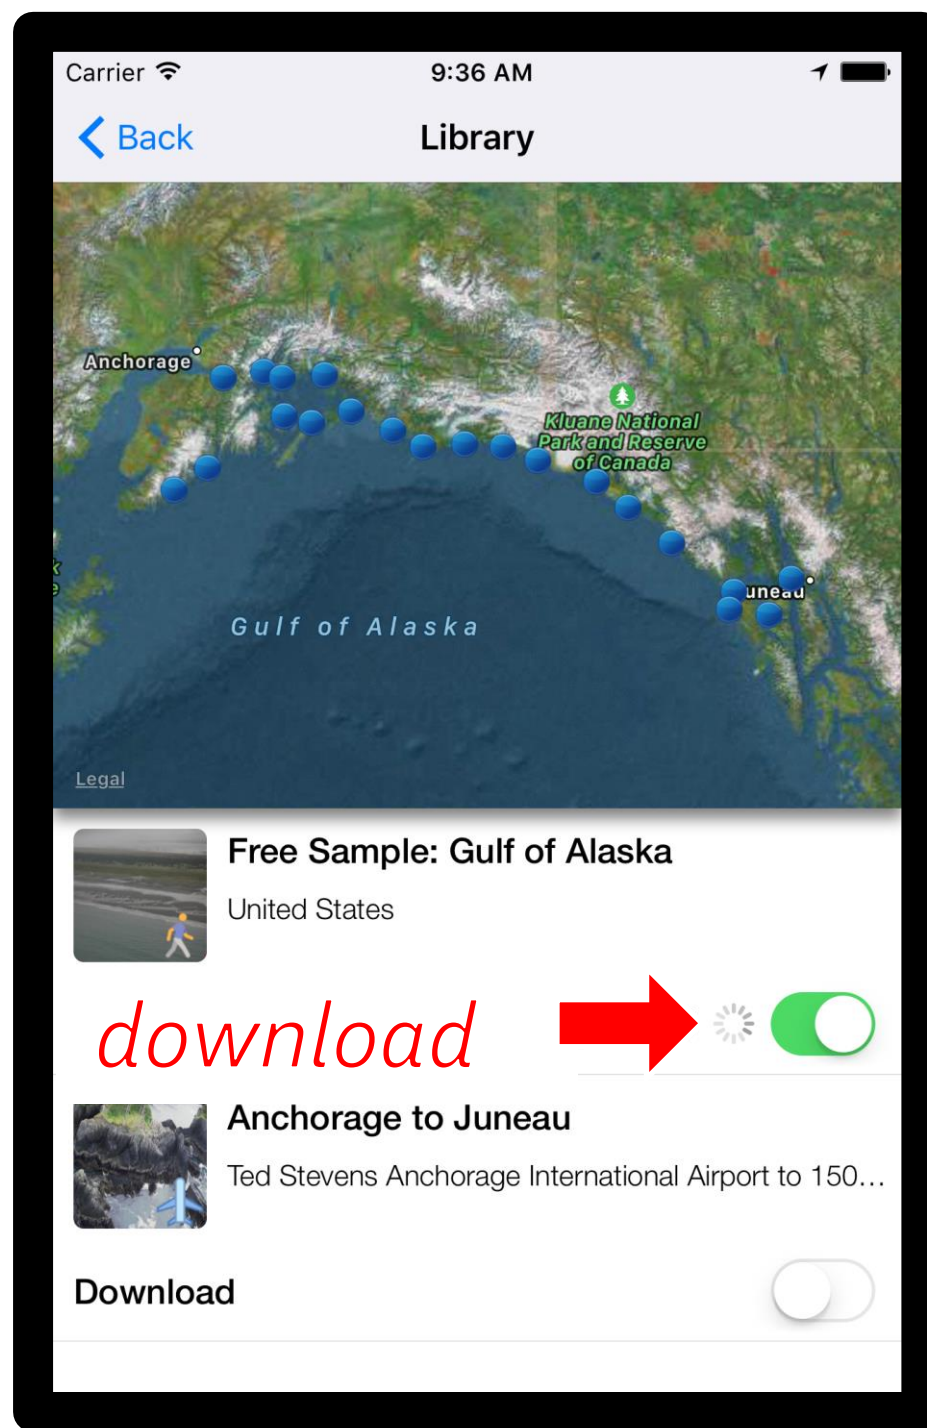 Carrier
9:36 AM
Back
Library
Anchorage
Kluane National
Park and Reserve
of Canada
k
e
uneau
Gulf of Alaska
Legal
Free Sample: Gulf of Alaska
United States
download
Anchorage to Juneau
Ted Stevens Anchorage International Airport to 150…
Download